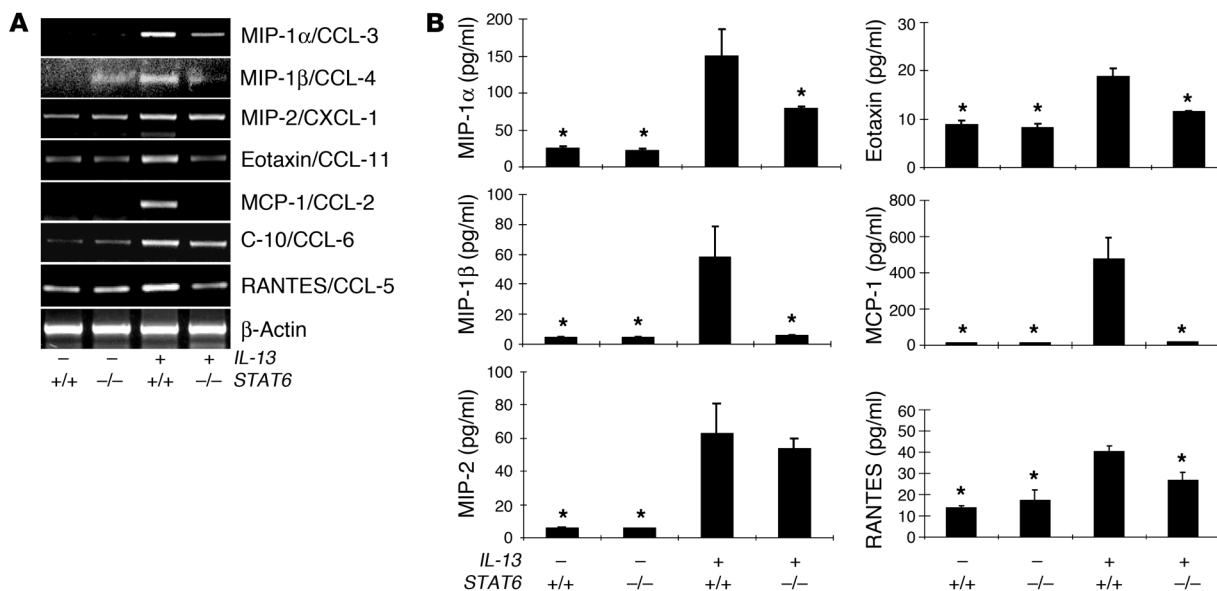 A
MIP-1α/CCL-3
MIP-1β/CCL-4
MIP-2/CXCL-1
Eotaxin/CCL-11
MCP-1/CCL-2
C-10/CCL-6
RANTES/CCL-5
β-Actin
– – + + IL-13
+/+ –/– +/+ –/– STAT6
B
MIP-1α (pg/ml)
200
150
100
50
0
* * *
Eotaxin (pg/ml)
30
20
10
0
* * *
MIP-1β (pg/ml)
100
80
60
40
20
0
* * *
MCP-1 (pg/ml)
800
600
400
200
0
* * *
MIP-2 (pg/ml)
100
80
60
40
20
0
* *
RANTES (pg/ml)
60
50
40
30
20
10
0
* * *
IL-13 – – + + – – + +
STAT6 +/+ –/– +/+ –/– +/+ –/– +/+ –/–